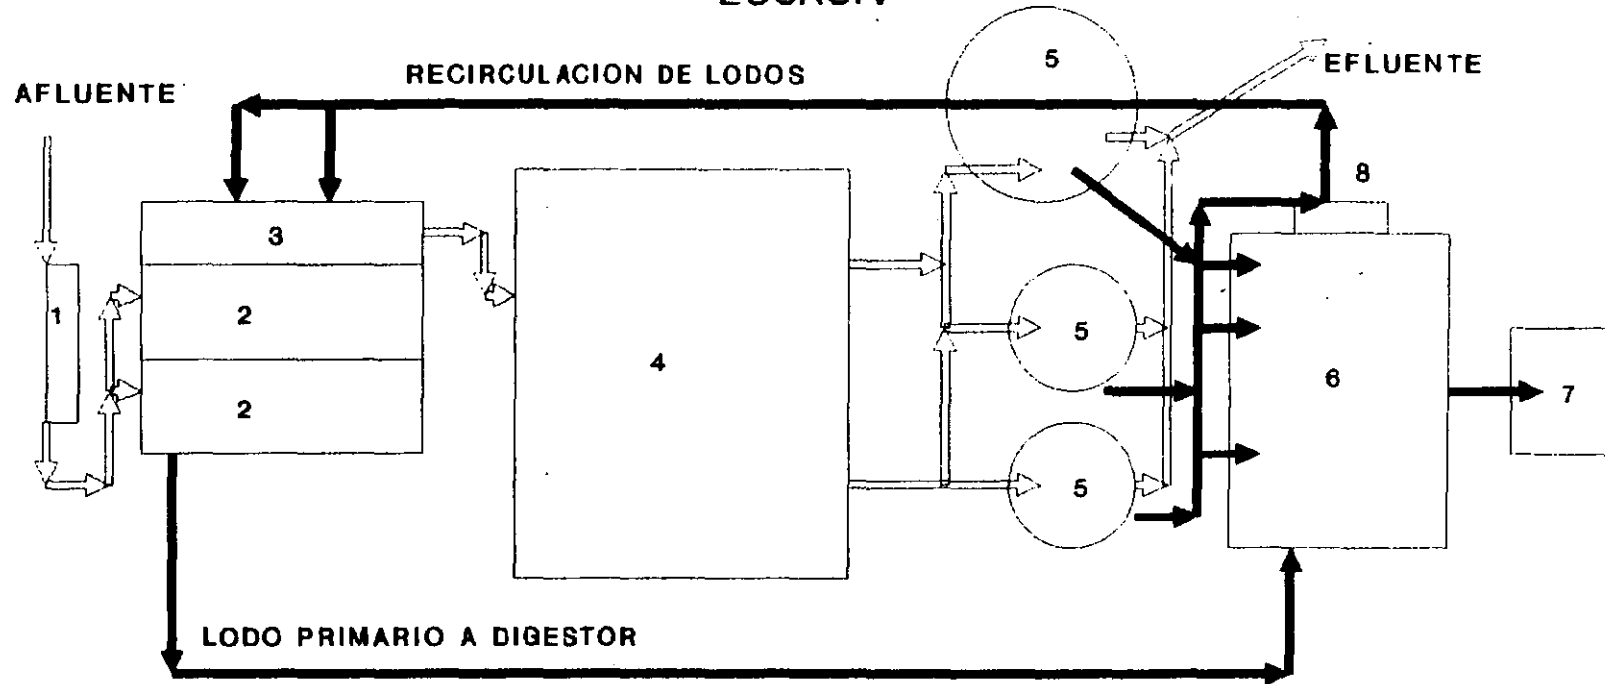 5
EFLUENTE
RECIRCULACION DE LODOS
AFLUENTE
8
3
1
2
5
4
6
7
2
5
LODO PRIMARIO A DIGESTOR